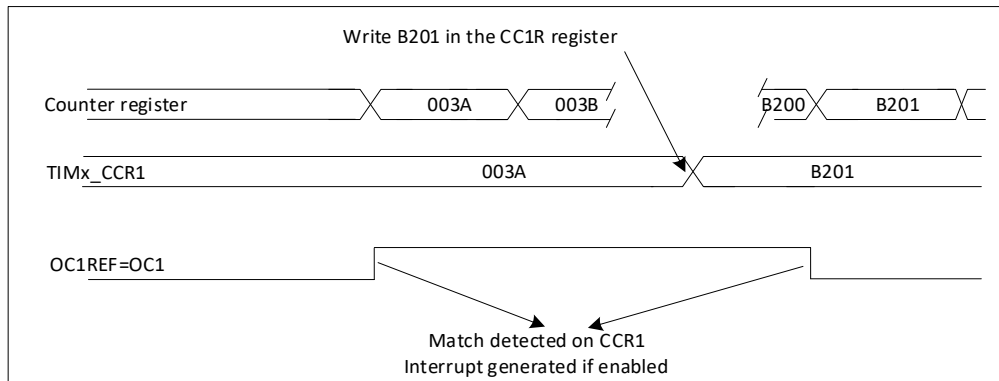 Write B201 in the CC1R register
Counter register 003A 003B B200 B201
TIMx_CCR1 003A B201
OC1REF=OC1
Match detected on CCR1
Interrupt generated if enabled